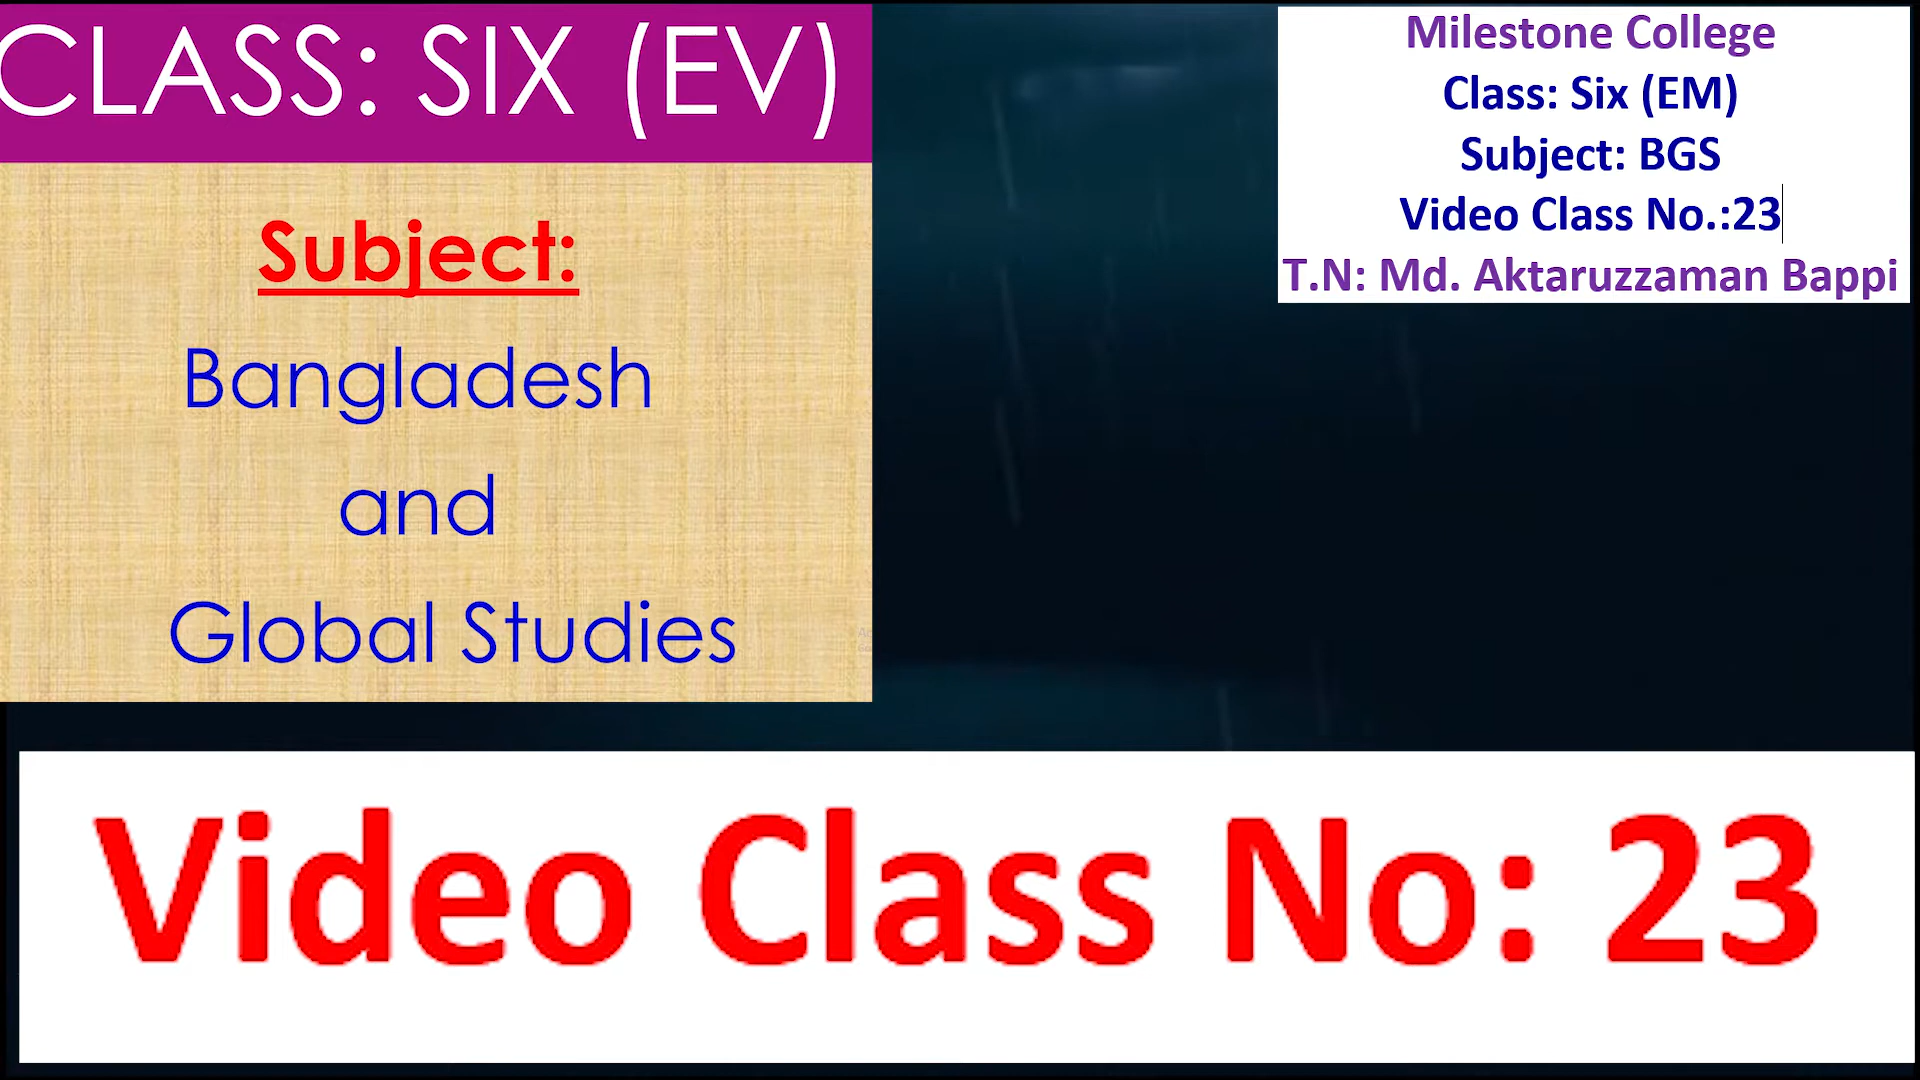 CLASS: SIX (EV)
Subject:
Bangladesh
and
Global Studies
Milestone College
Class: Six (EM)
Subject: BGS
Video Class No.:23
T.N: Md. Aktaruzzaman Bappi
Video Class No: 23